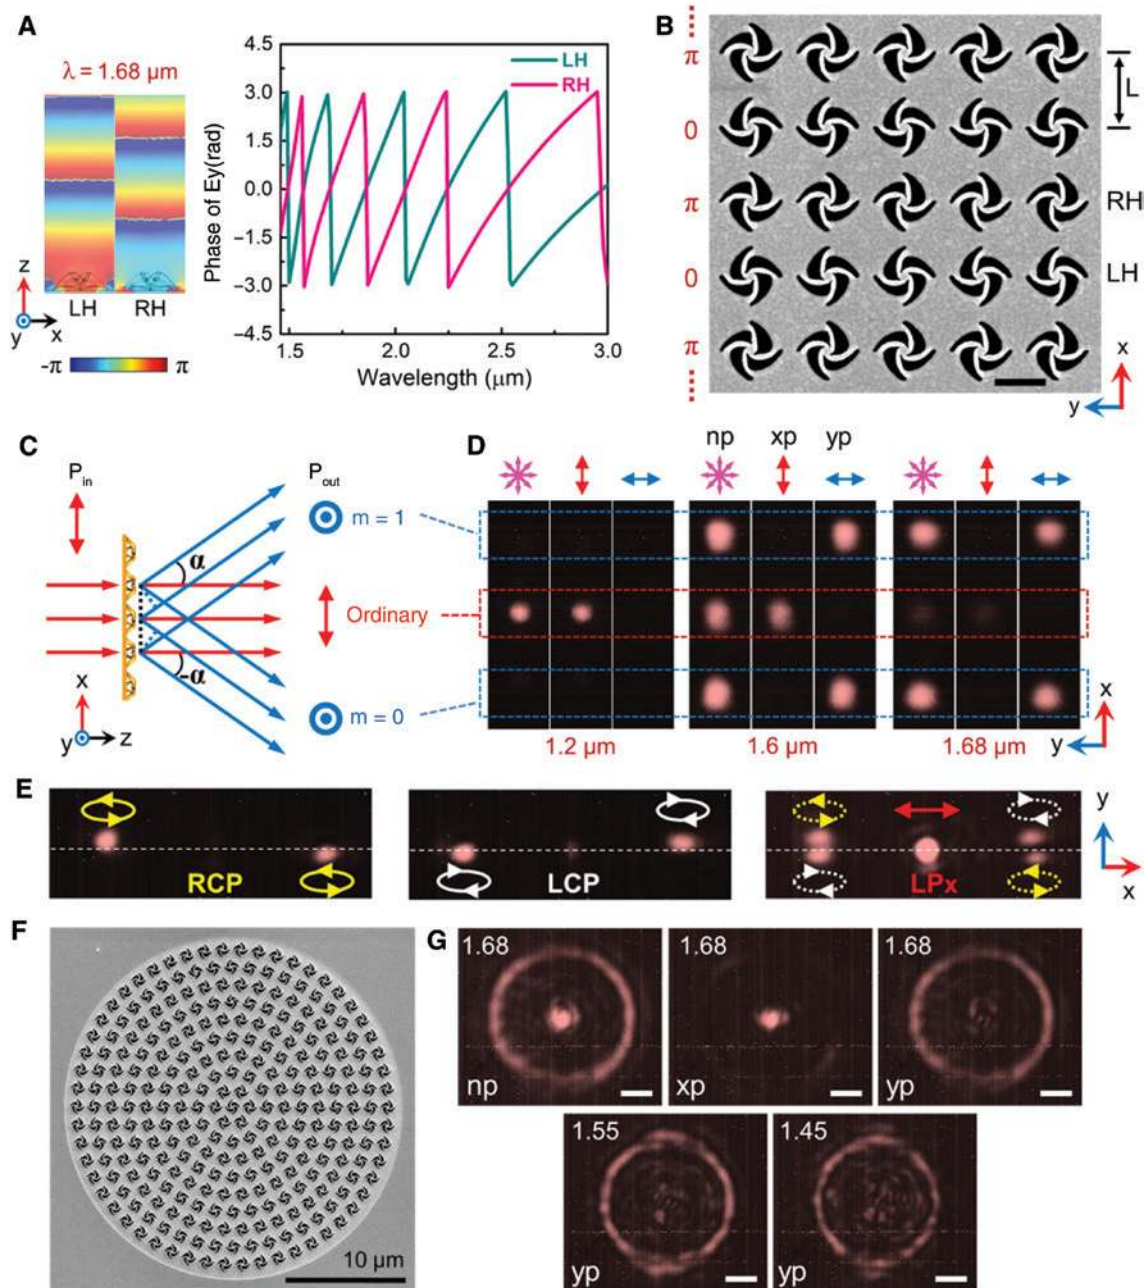 A
λ = 1.68 μm
LH
RH
z
y
x
-π
π
Phase of Ey(rad)
4.5
3.0
1.5
0.0
−1.5
−3.0
−4.5
LH
RH
1.5
2.0
2.5
3.0
Wavelength (μm)
B
π
0
π
0
π
L
RH
LH
x
y
C
P in
P out
m = 1
α
Ordinary
-α
m = 0
x
y
z
D
np
xp
yp
1.2 μm
1.6 μm
1.68 μm
x
y
E
RCP
LCP
LPx
y
x
F
10 μm
G
1.68
np
1.68
xp
1.68
yp
1.55
yp
1.45
yp